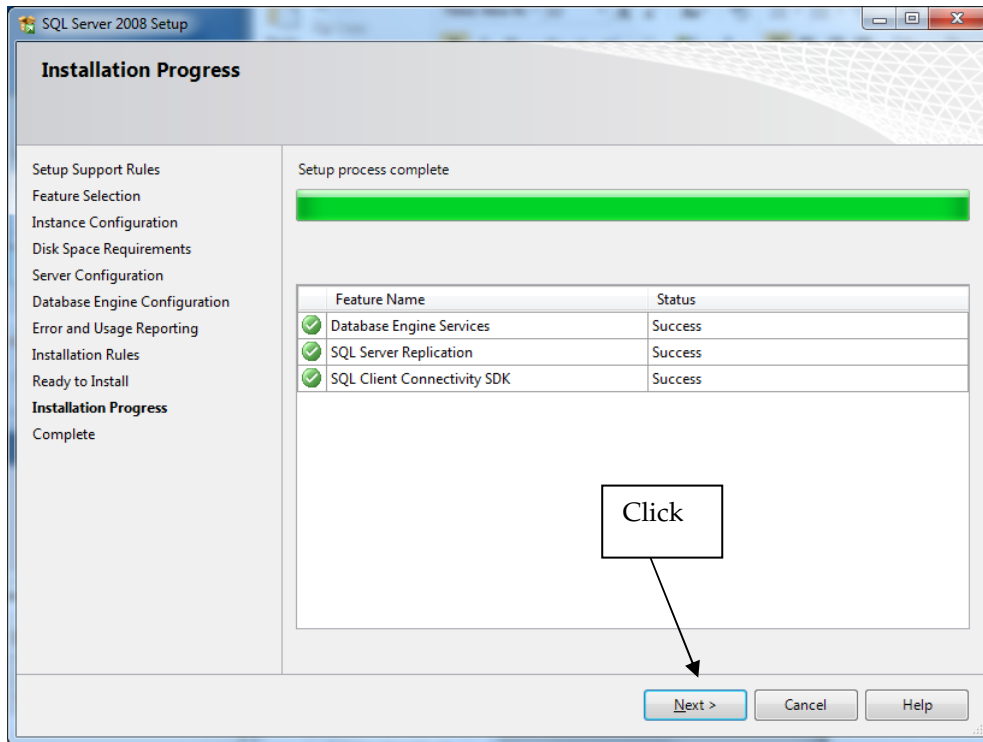 SQL Server 2008 Setup
Installation Progress
Setup Support Rules
Feature Selection
Instance Configuration
Disk Space Requirements
Server Configuration
Database Engine Configuration
Error and Usage Reporting
Installation Rules
Ready to Install
Installation Progress
Complete
Setup process complete
Feature Name Status
Database Engine Services Success
SQL Server Replication Success
SQL Client Connectivity SDK Success
Click
Next > Cancel Help